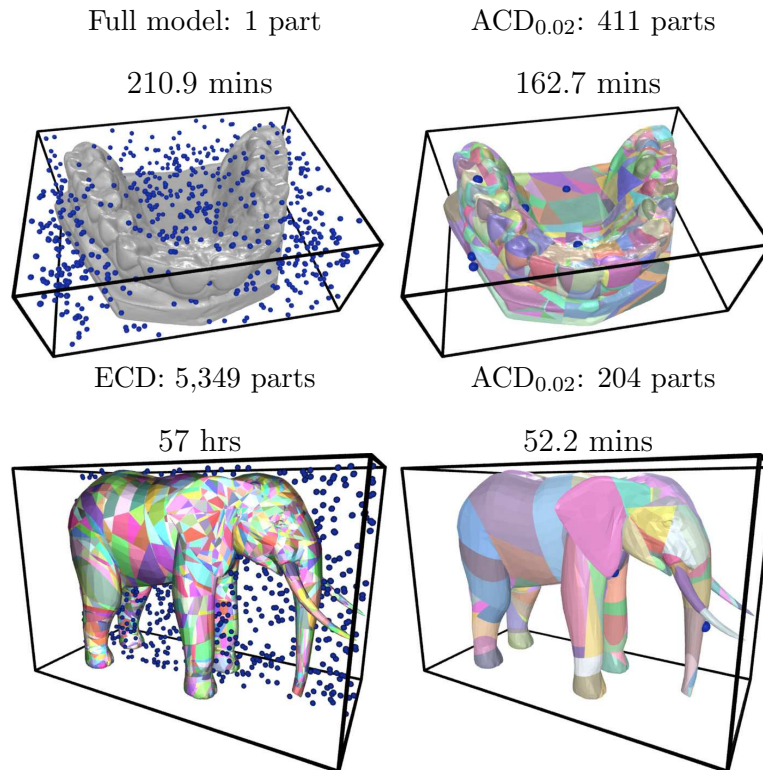 Full model: 1 part
ACD0.02: 411 parts
210.9 mins
162.7 mins
ECD: 5,349 parts
ACD0.02: 204 parts
57 hrs
52.2 mins